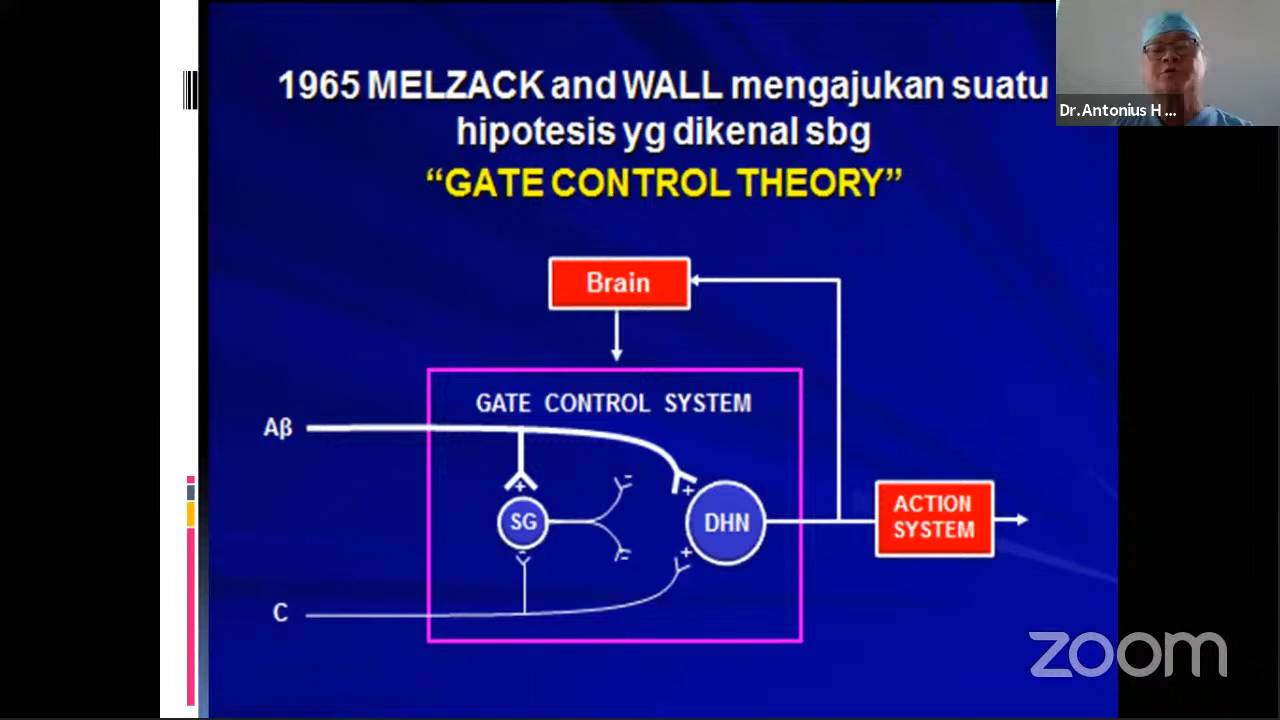 1965 MELZACK and WALL mengajukan suatu
hipotesis yg dikenal sbg
“GATE CONTROL THEORY”
Dr.Antonius H ...
Brain
GATE CONTROL SYSTEM
Aβ
+
-
+
SG
DHN
ACTION
SYSTEM
-
-
+
C
zoom